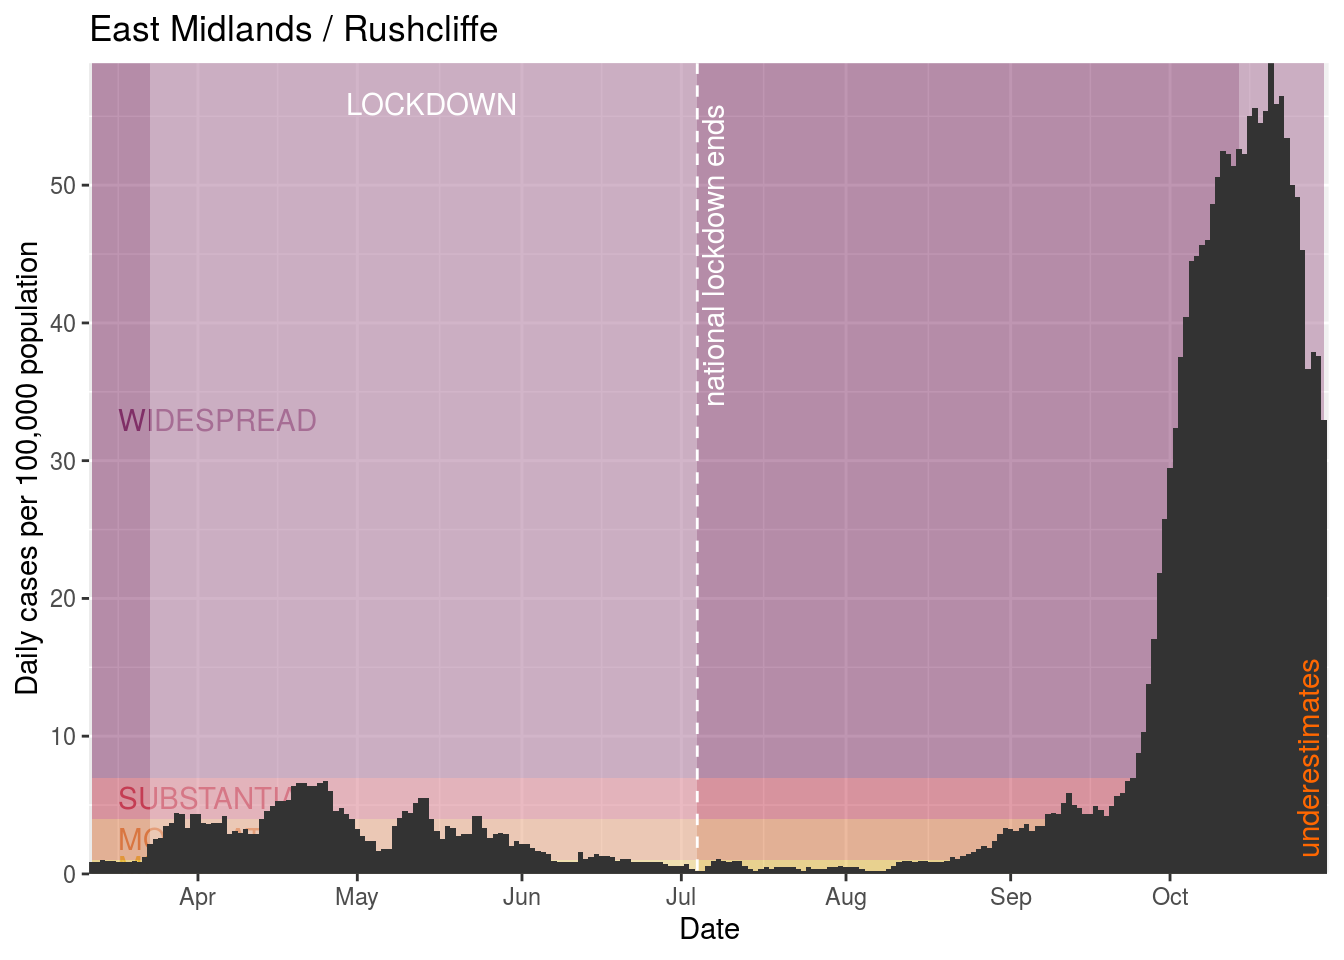 East Midlands / Rushcliffe
LOCKDOWN
national lockdown ends
WIDESPREAD
Daily cases per 100,000 population
50
40
30
20
10
0
underestimates
Apr
May
Jun
Jul
Aug
Sep
Oct
Date